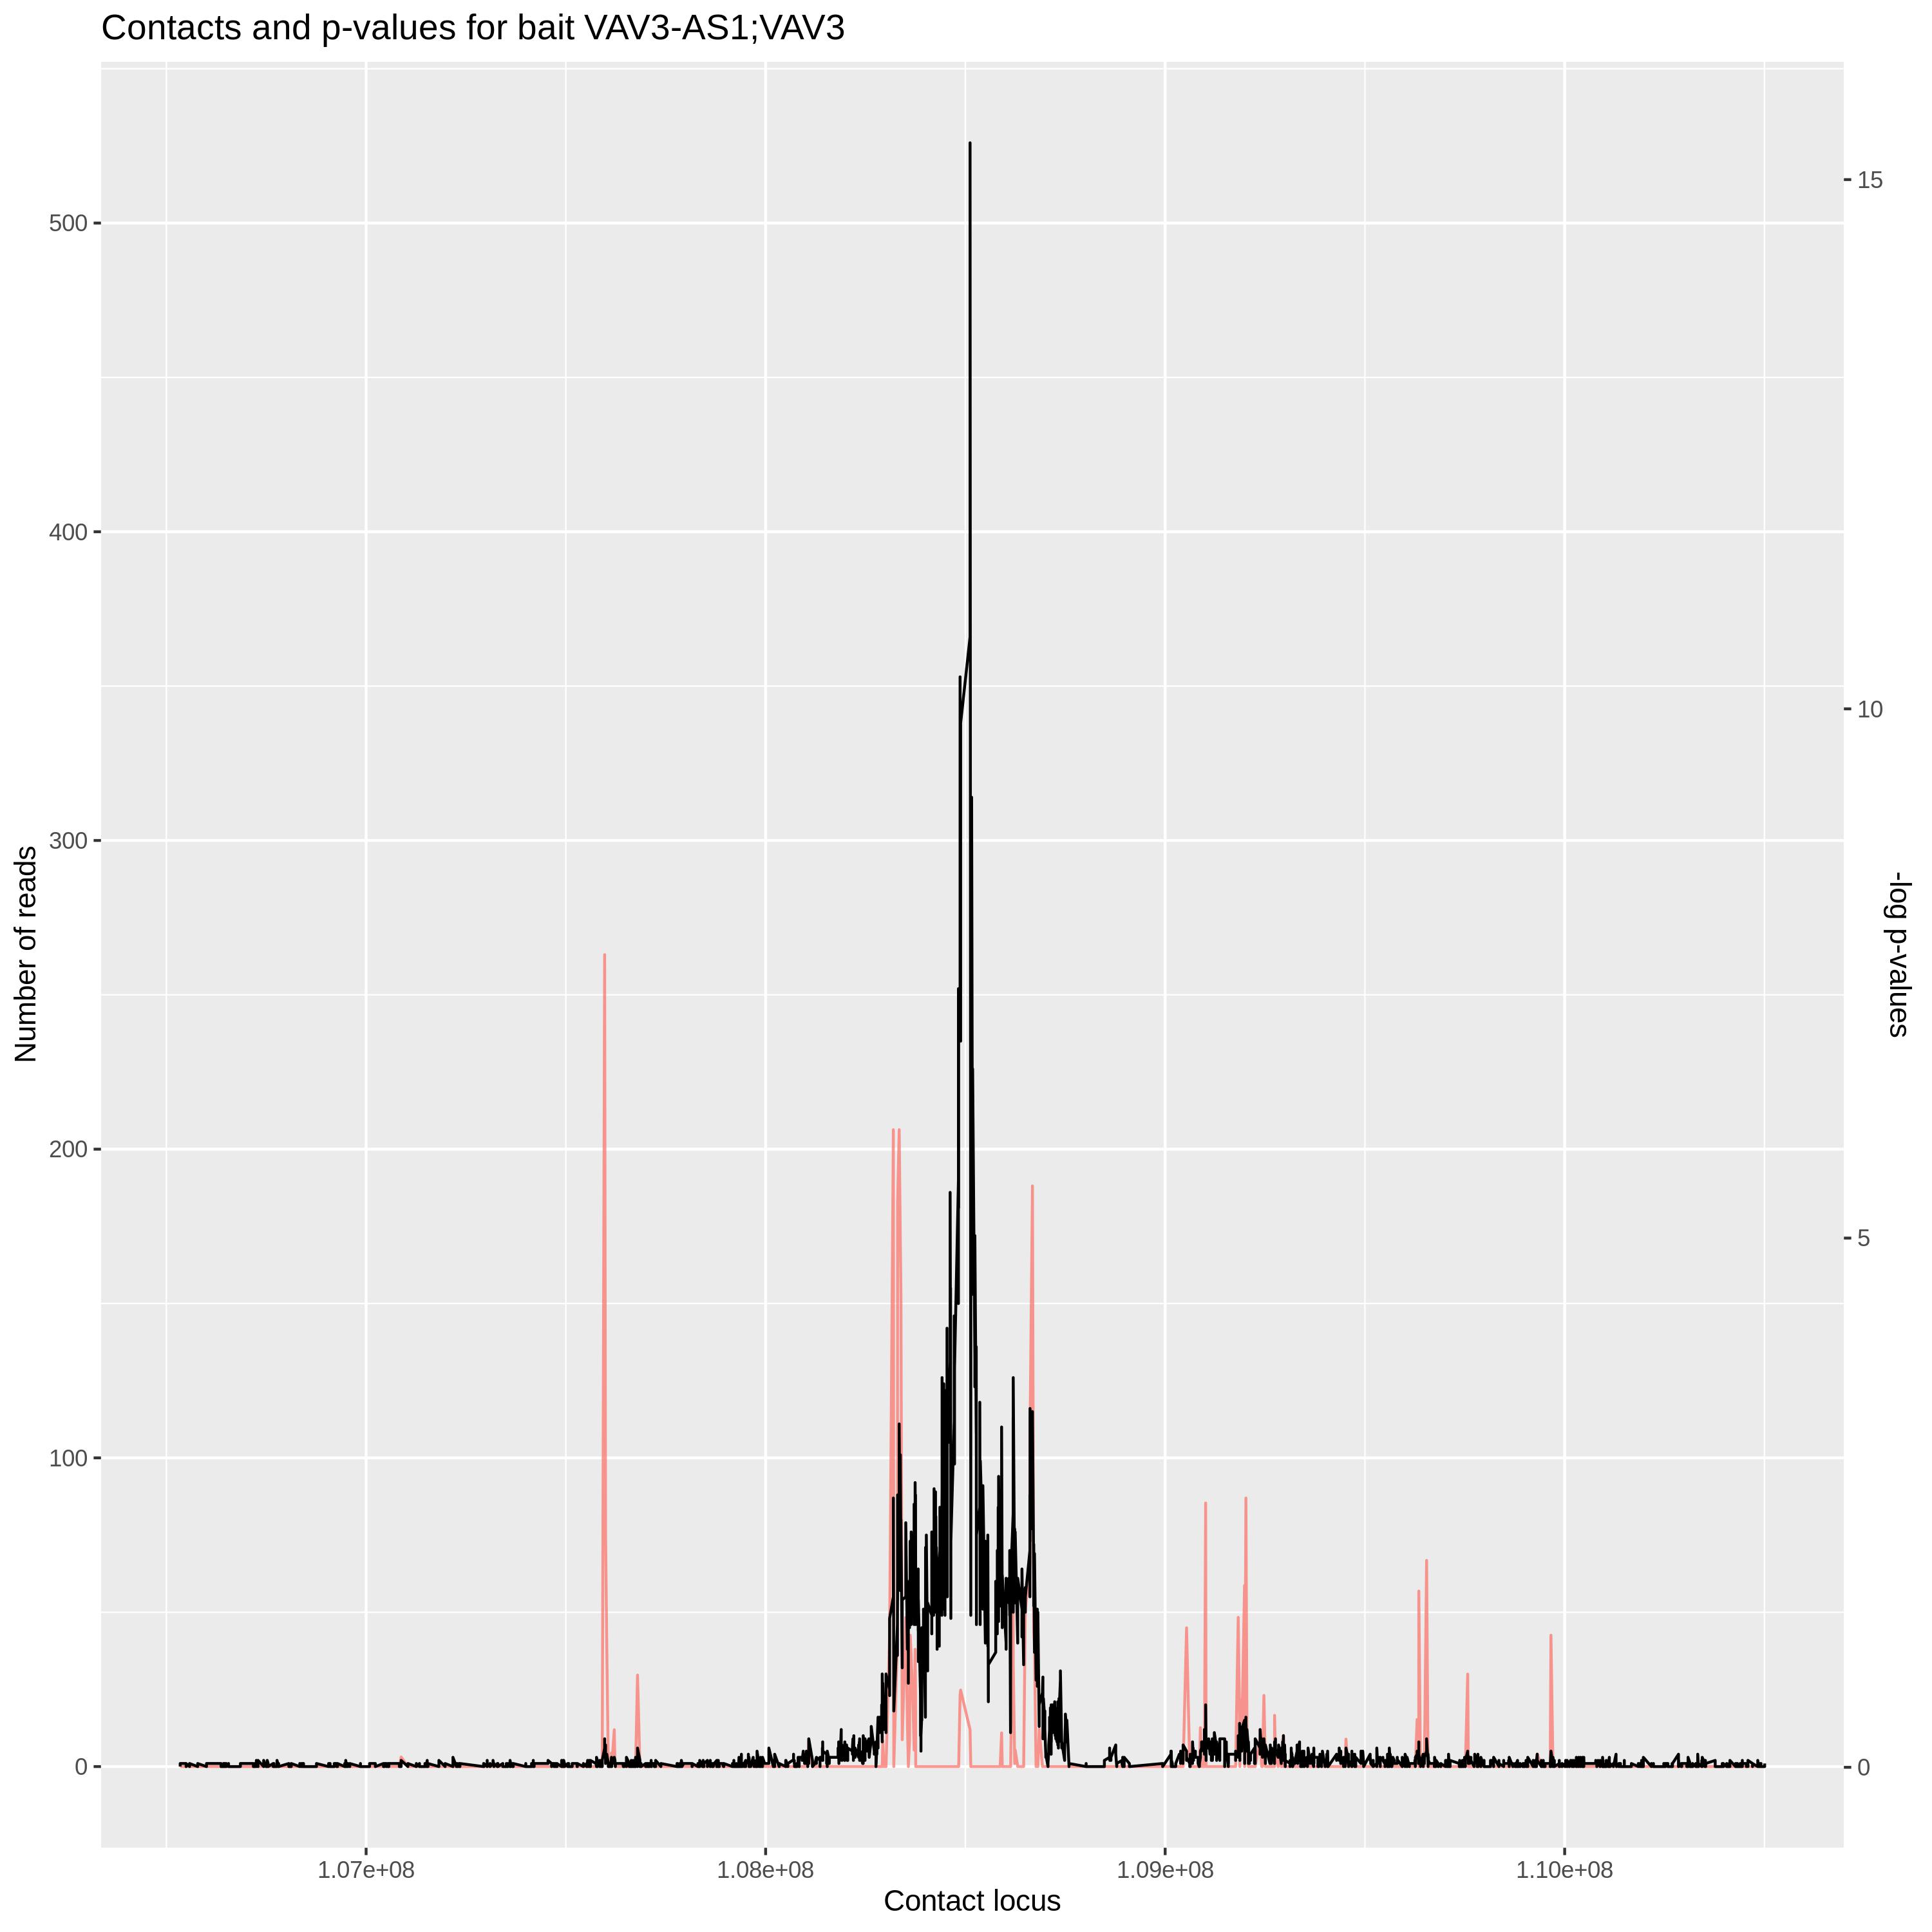 Contacts and p-values for bait VAV3-AS1;VAV3
500
400
300
200
100
0
Number of reads
15
10
5
0
-log p-values
1.07e+08
1.08e+08
1.09e+08
1.10e+08
Contact locus